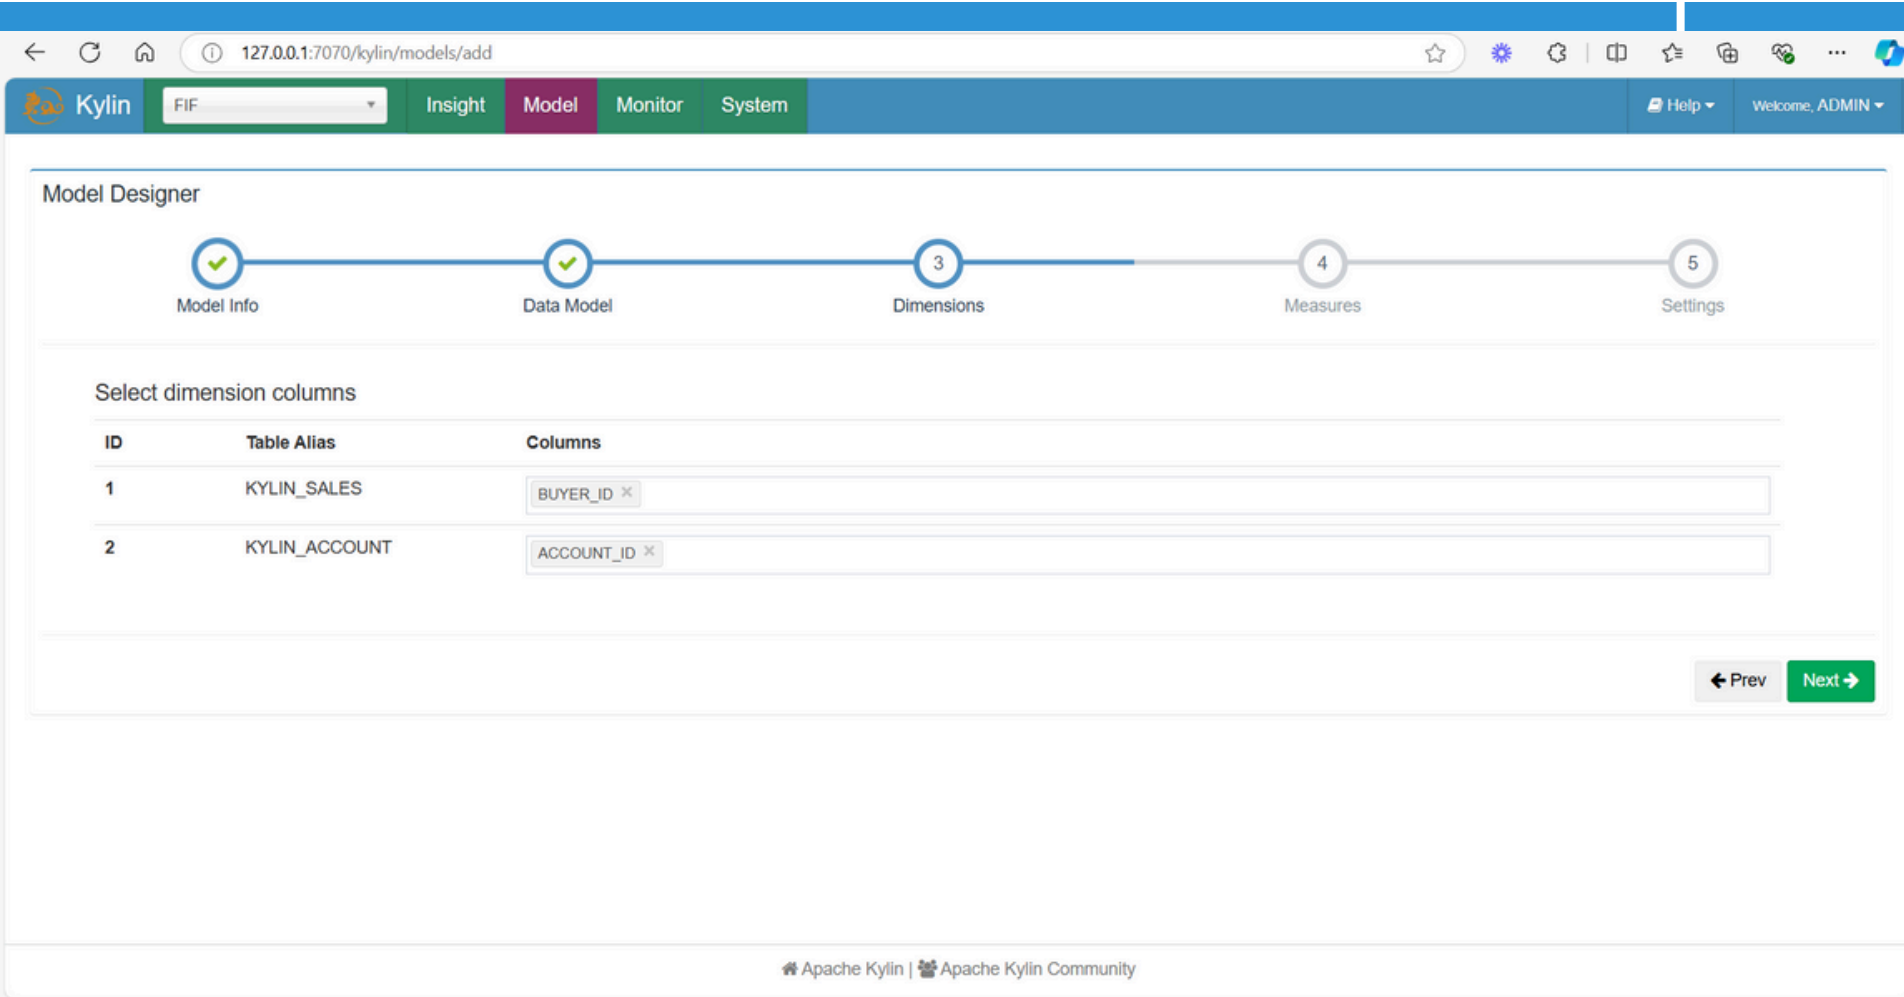 127.0.0.1:7070/kylin/models/add
Kylin FIF Insight Model Monitor System Help Welcome, ADMIN
Model Designer
3 4 5
Model Info Data Model Dimensions Measures Settings
Select dimension columns
ID Table Alias Columns
1 KYLIN_SALES BUYER_ID ×
2 KYLIN_ACCOUNT ACCOUNT_ID ×
Prev Next
Apache Kylin | Apache Kylin Community